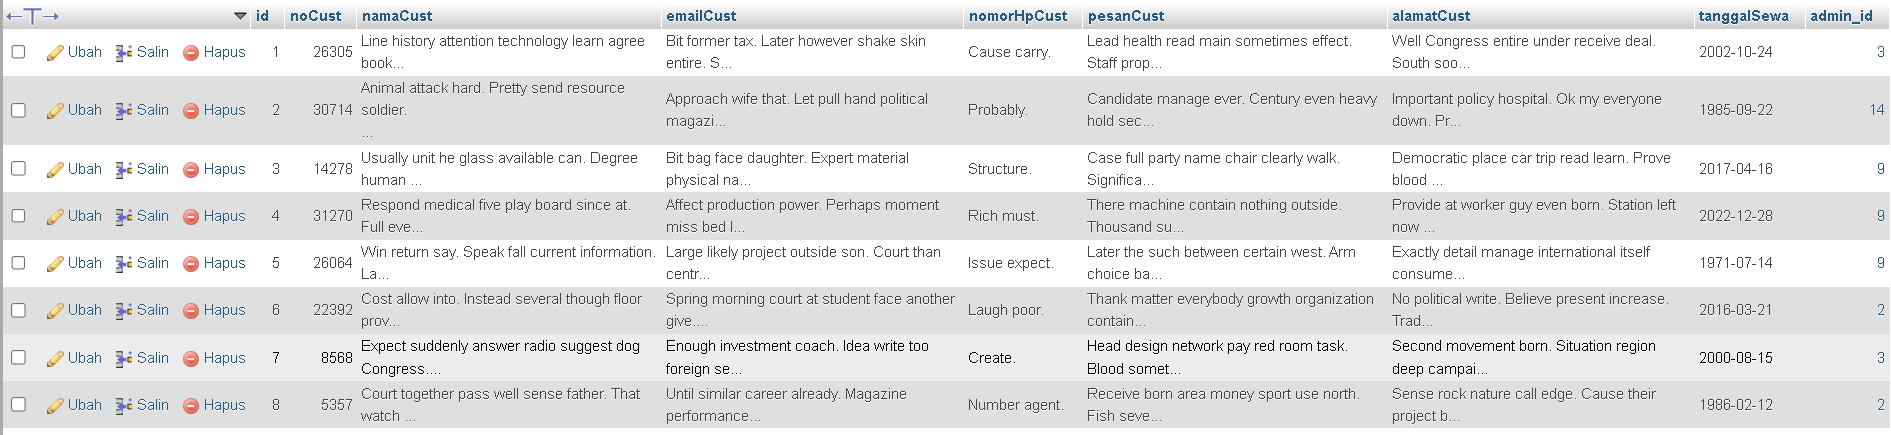 ←T→ id noCust namaCust emailCust nomorHpCust pesanCust alamatCust tanggalSewa admin_id
Ubah Salin Hapus 1 26305 Line history attention technology learn agree book... Bit former tax. Later however shake skin entire. S... Cause carry. Lead health read main sometimes effect. Staff prop... Well Congress entire under receive deal. South soo... 2002-10-24 3
Ubah Salin Hapus 2 30714 Animal attack hard. Pretty send resource soldier. ... Approach wife that. Let pull hand political magazi... Probably. Candidate manage ever. Century even heavy hold sec... Important policy hospital. Ok my everyone down. Pr... 1985-09-22 14
Ubah Salin Hapus 3 14278 Usually unit he glass available can. Degree human ... Bit bag face daughter. Expert material physical na... Structure. Case full party name chair clearly walk. Significa... Democratic place car trip read learn. Prove blood ... 2017-04-16 9
Ubah Salin Hapus 4 31270 Respond medical five play board since at. Full eve... Affect production power. Perhaps moment miss bed l... Rich must. There machine contain nothing outside. Thousand su... Provide at worker guy even born. Station left now ... 2022-12-28 9
Ubah Salin Hapus 5 26064 Win return say. Speak fall current information. La... Large likely project outside son. Court than centr... Issue expect. Later the such between certain west. Arm choice ba... Exactly detail manage international itself consume... 1971-07-14 9
Ubah Salin Hapus 6 22392 Cost allow into. Instead several though floor prov... Spring morning court at student face another give.... Laugh poor. Thank matter everybody growth organization contain... No political write. Believe present increase. Trad... 2016-03-21 2
Ubah Salin Hapus 7 8568 Expect suddenly answer radio suggest dog Congress.... Enough investment coach. Idea write too foreign se... Create. Head design network pay red room task. Blood somet... Second movement born. Situation region deep campai... 2000-08-15 3
Ubah Salin Hapus 8 5357 Court together pass well sense father. That watch ... Until similar career already. Magazine performance... Number agent. Receive born area money sport use north. Fish seve... Sense rock nature call edge. Cause their project b... 1986-02-12 2